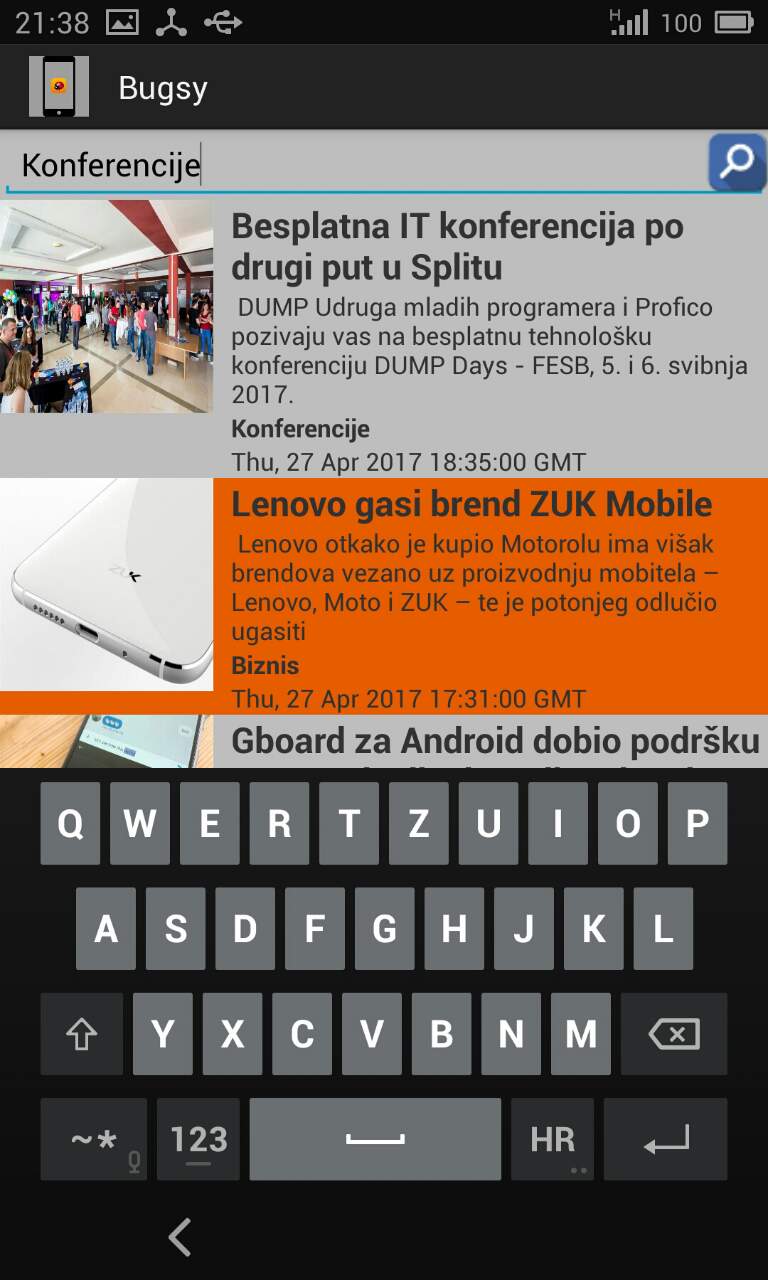 21:38
H
100
Bugsy
Konferencije
Besplatna IT konferencija po
drugi put u Splitu
DUMP Udruga mladih programera i Profico
pozivaju vas na besplatnu tehnološku
konferenciju DUMP Days - FESB, 5. i 6. svibnja
2017.
Konferencije
Thu, 27 Apr 2017 18:35:00 GMT
ZUK
Lenovo gasi brend ZUK Mobile
Lenovo otkako je kupio Motorolu ima višak
brendova vezano uz proizvodnju mobitela –
Lenovo, Moto i ZUK – te je potonjeg odlučio
ugasiti
Biznis
Thu, 27 Apr 2017 17:31:00 GMT
Gboard za Android dobio podršku
Q W E R T Z U I O P
A S D F G H J K L
Y X C V B N M
~* 123 HR